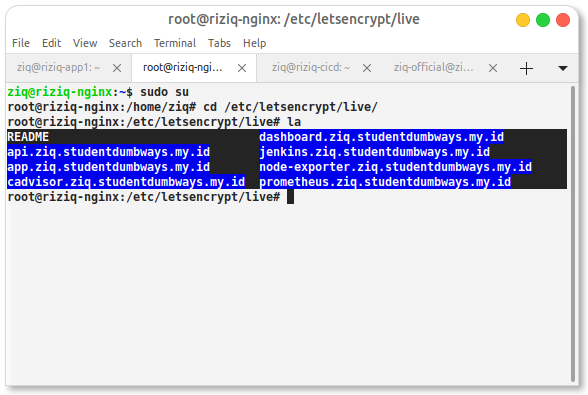 root@riziq-nginx: /etc/letsencrypt/live
File Edit View Search Terminal Tabs Help
ziq@riziq-app1: ~ root@riziq-ngi... ziq@riziq-cicd: ~ ziq-official@zi...
ziq@riziq-nginx:~$ sudo su
root@riziq-nginx:/home/ziq# cd /etc/letsencrypt/live/
root@riziq-nginx:/etc/letsencrypt/live# la
README dashboard.ziq.studentdumbways.my.id
api.ziq.studentdumbways.my.id jenkins.ziq.studentdumbways.my.id
app.ziq.studentdumbways.my.id node-exporter.ziq.studentdumbways.my.id
cadvisor.ziq.studentdumbways.my.id prometheus.ziq.studentdumbways.my.id
root@riziq-nginx:/etc/letsencrypt/live#